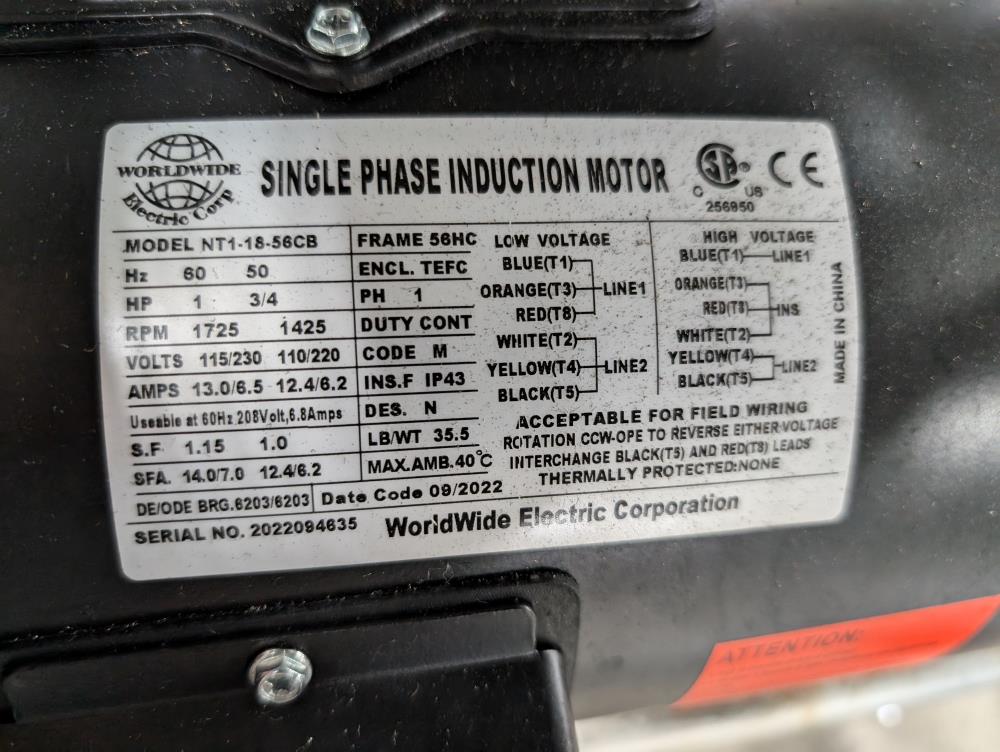 WORLDWIDE
Electric Corp
SINGLE PHASE INDUCTION MOTOR
SA ®
C US
256950
CE
MODEL NT1-18-56CB
FRAME 56HC
Hz 60 50
ENCL. TEFC
HP 1 3/4
PH 1
RPM 1725 1425
DUTY CONT
VOLTS 115/230 110/220
CODE M
AMPS 13.0/6.5 12.4/6.2
INS.F IP43
Useable at 60Hz,208Volt,6.8Amps
DES. N
S.F. 1.15 1.0
LB/WT 35.5
SFA. 14.0/7.0 12.4/6.2
MAX.AMB.40°C
DE/ODE BRG.6203/6203
Date Code 09/2022
SERIAL NO. 2022094635
WorldWide Electric Corporation
LOW VOLTAGE
BLUE(T1)
ORANGE(T3) LINE1
RED(T8)
WHITE(T2)
YELLOW(T4) LINE2
BLACK(T5)
HIGH VOLTAGE
BLUE(T1) LINE1
ORANGE(T3)
RED(T8) INS
WHITE(T2)
YELLOW(T4) LINE2
BLACK(T5)
ACCEPTABLE FOR FIELD WIRING
ROTATION CCW-OPE TO REVERSE EITHER VOLTAGE
INTERCHANGE BLACK(T5) AND RED(T8) LEADS
THERMALLY PROTECTED:NONE
MADE IN CHINA
ATTENTION: